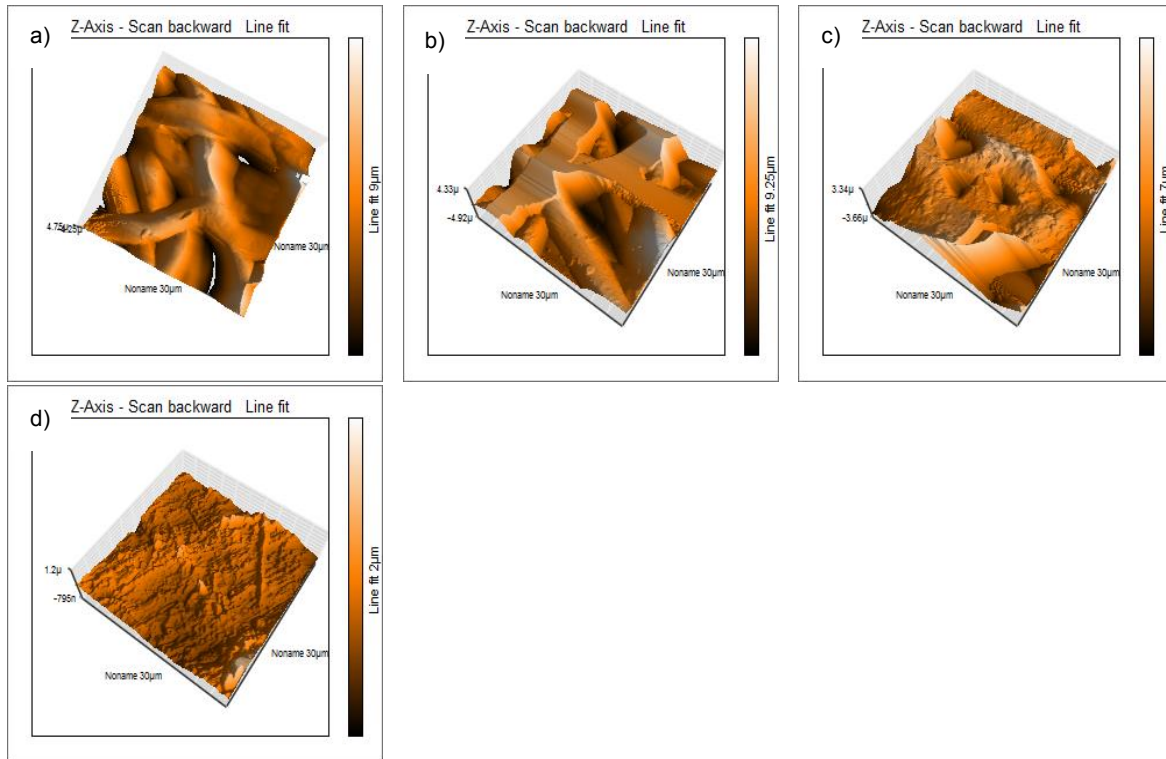 a)
Z-Axis - Scan backward Line fit
Line fit 9µm
4.75µ
Noname 30µm
Noname 30µm
b)
Z-Axis - Scan backward Line fit
Line fit 9.25µm
4.33µ
-4.92µ
Noname 30µm
Noname 30µm
c)
Z-Axis - Scan backward Line fit
Line fit 7µm
3.34µ
-3.66µ
Noname 30µm
Noname 30µm
d)
Z-Axis - Scan backward Line fit
Line fit 2µm
1.2µ
-795n
Noname 30µm
Noname 30µm